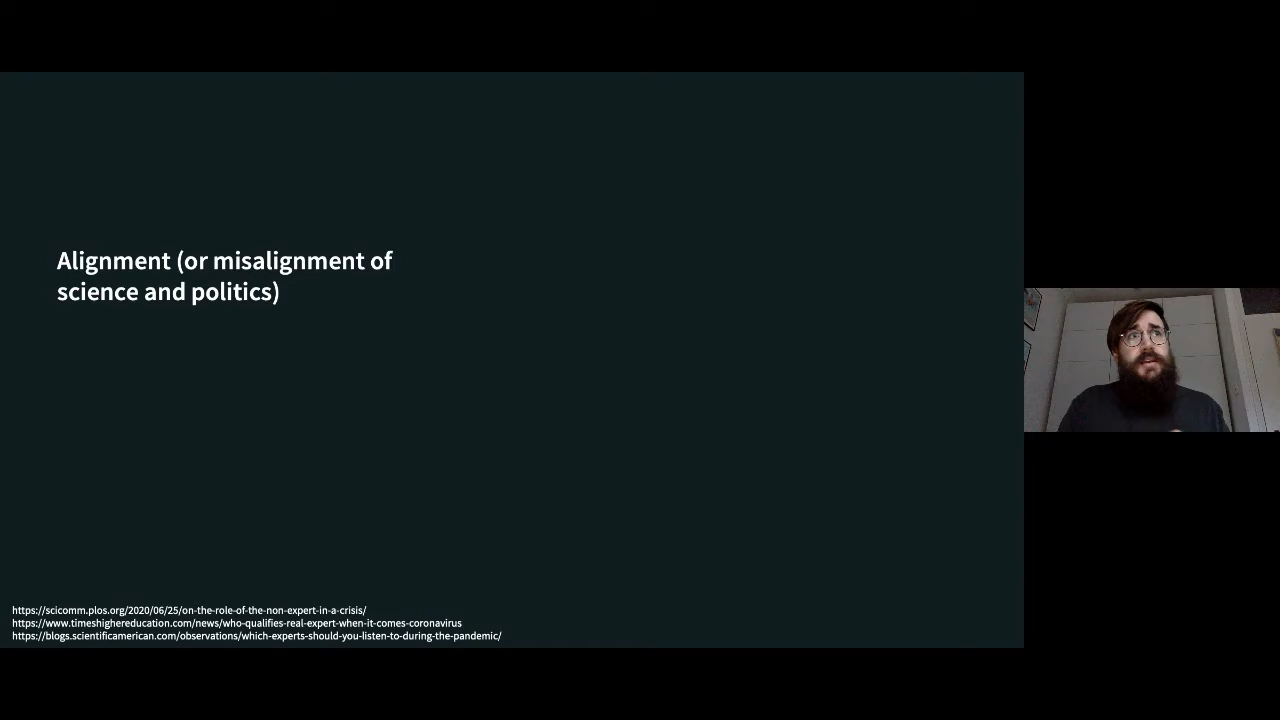 Alignment (or misalignment of
science and politics)
https://scicomm.plos.org/2020/06/25/on-the-role-of-the-non-expert-in-a-crisis/
https://www.timeshighereducation.com/news/who-qualifies-real-expert-when-it-comes-coronavirus
https://blogs.scientificamerican.com/observations/which-experts-should-you-listen-to-during-the-pandemic/